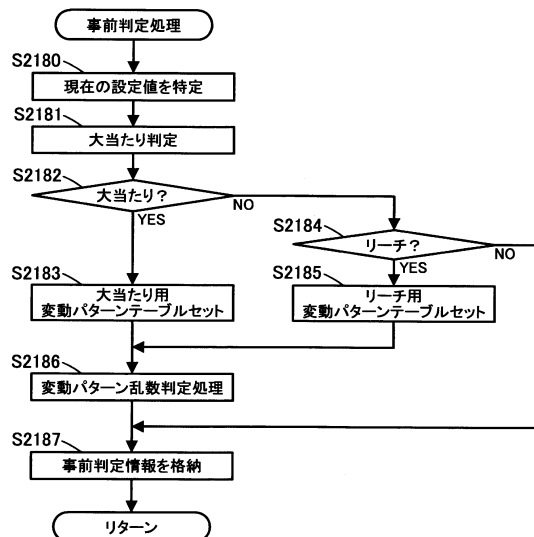 事前判定処理
S2180
現在の設定値を特定
S2181
大当たり判定
S2182
大当たり？
NO
YES
S2184
リーチ？
NO
YES
S2183
大当たり用
変動パターンテーブルセット
S2185
リーチ用
変動パターンテーブルセット
S2186
変動パターン乱数判定処理
S2187
事前判定情報を格納
リターン